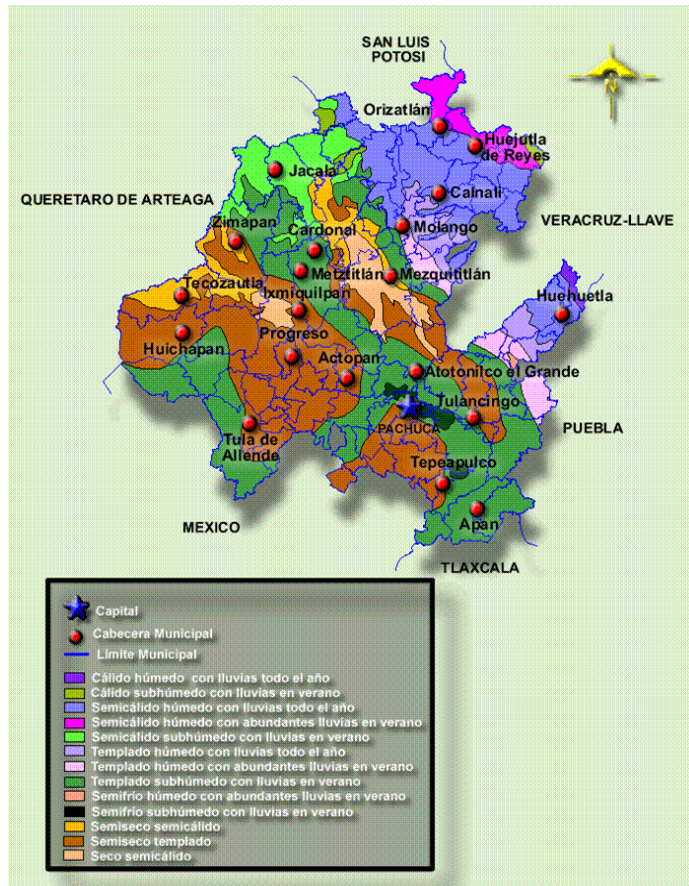 SAN LUIS
POTOSI
N
Orizatlán
Huejutla
de Reyes
Jacala
QUERETARO DE ARTEAGA
Calnali
Zimapan
Molango
VERACRUZ-LLAVE
Cardonal
Metztitlán
Mezquititlán
Tecozautla
Ixmiquilpan
Huehuetla
Progreso
Huichapan
Actopan
Atotonilco el Grande
Tulancingo
PACHUCA
PUEBLA
Tula de
Allende
Tepeapulco
MEXICO
Apan
TLAXCALA
Capital
Cabecera Municipal
Límite Municipal
Cálido húmedo con lluvias todo el año
Cálido subhúmedo con lluvias en verano
Semicálido húmedo con lluvias todo el año
Semicálido húmedo con abundantes lluvias en verano
Semicálido subhúmedo con lluvias en verano
Templado húmedo con lluvias todo el año
Templado húmedo con abundantes lluvias en verano
Templado subhúmedo con lluvias en verano
Semifrío húmedo con abundantes lluvias en verano
Semifrío subhúmedo con lluvias en verano
Semiseco semicálido
Semiseco templado
Seco semicálido